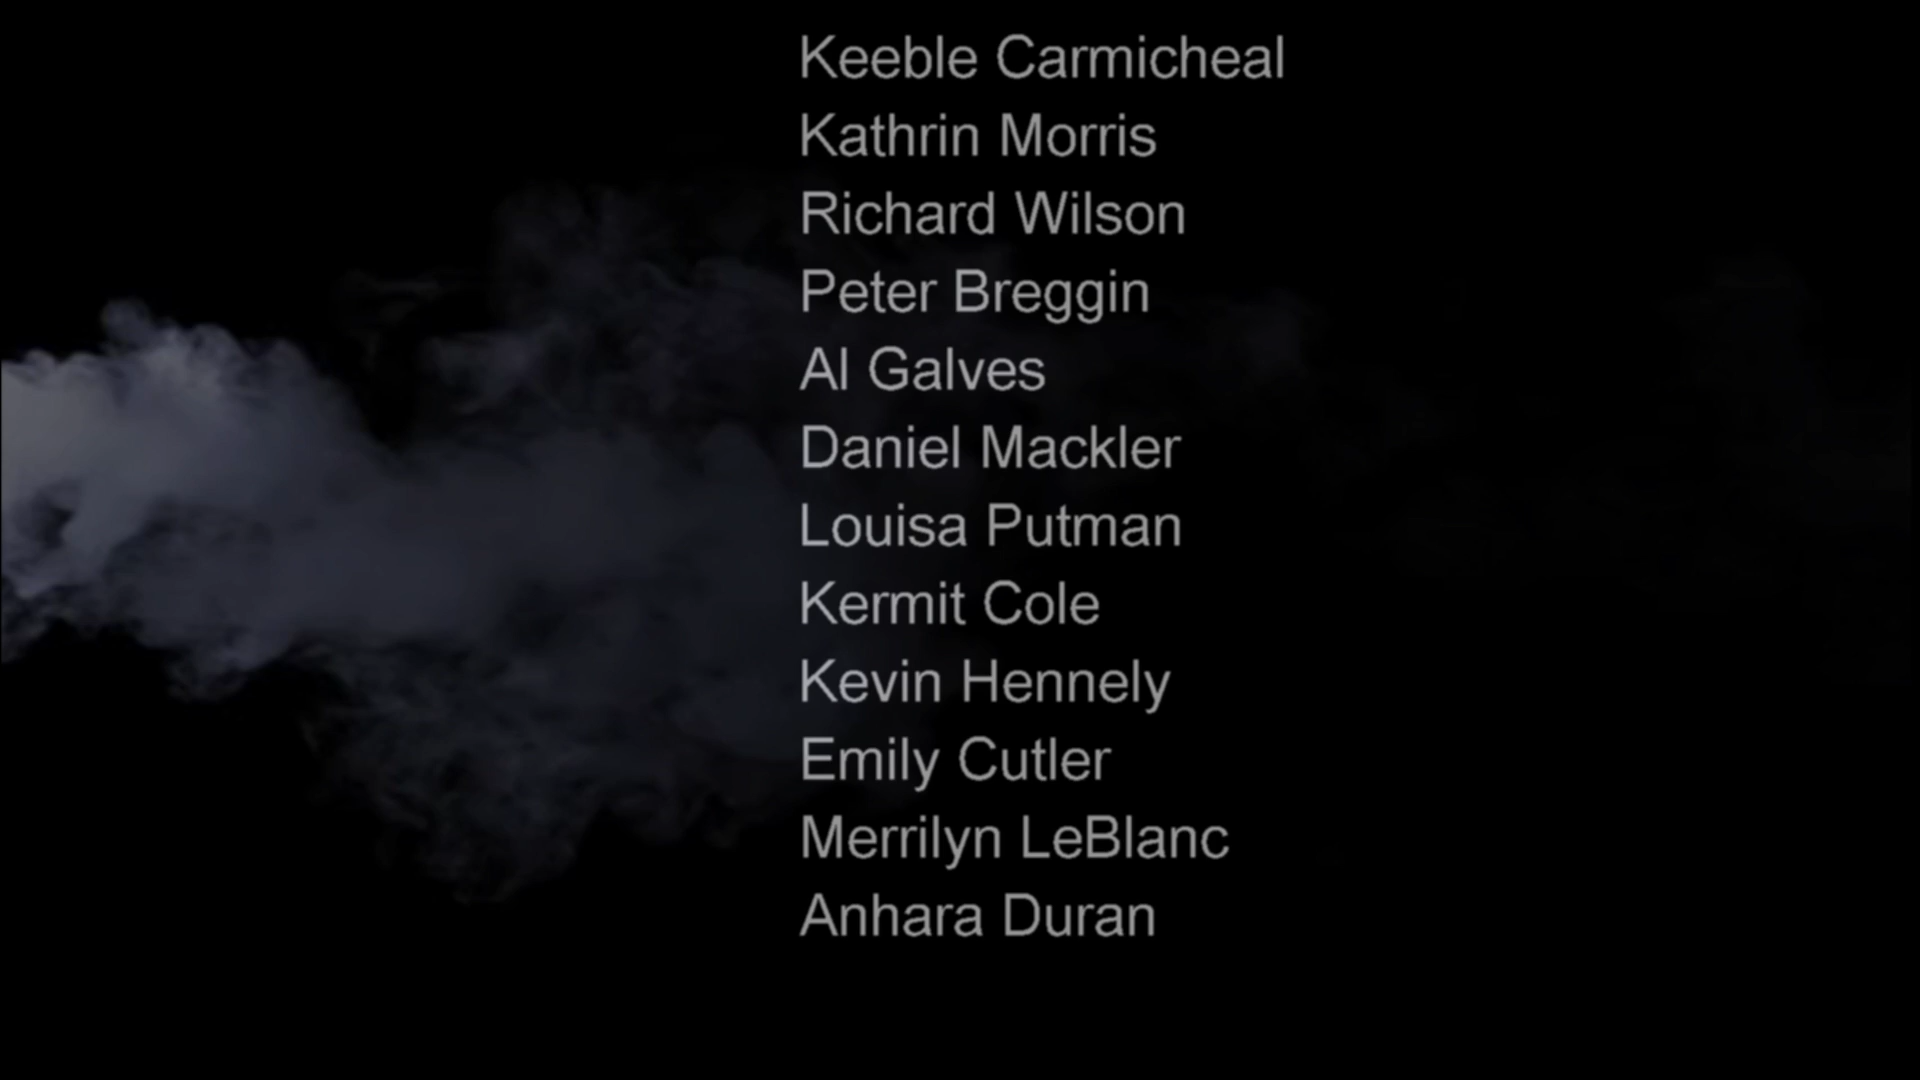 Keeble Carmicheal
Kathrin Morris
Richard Wilson
Peter Breggin
Al Galves
Daniel Mackler
Louisa Putman
Kermit Cole
Kevin Hennely
Emily Cutler
Merrilyn LeBlanc
Anhara Duran